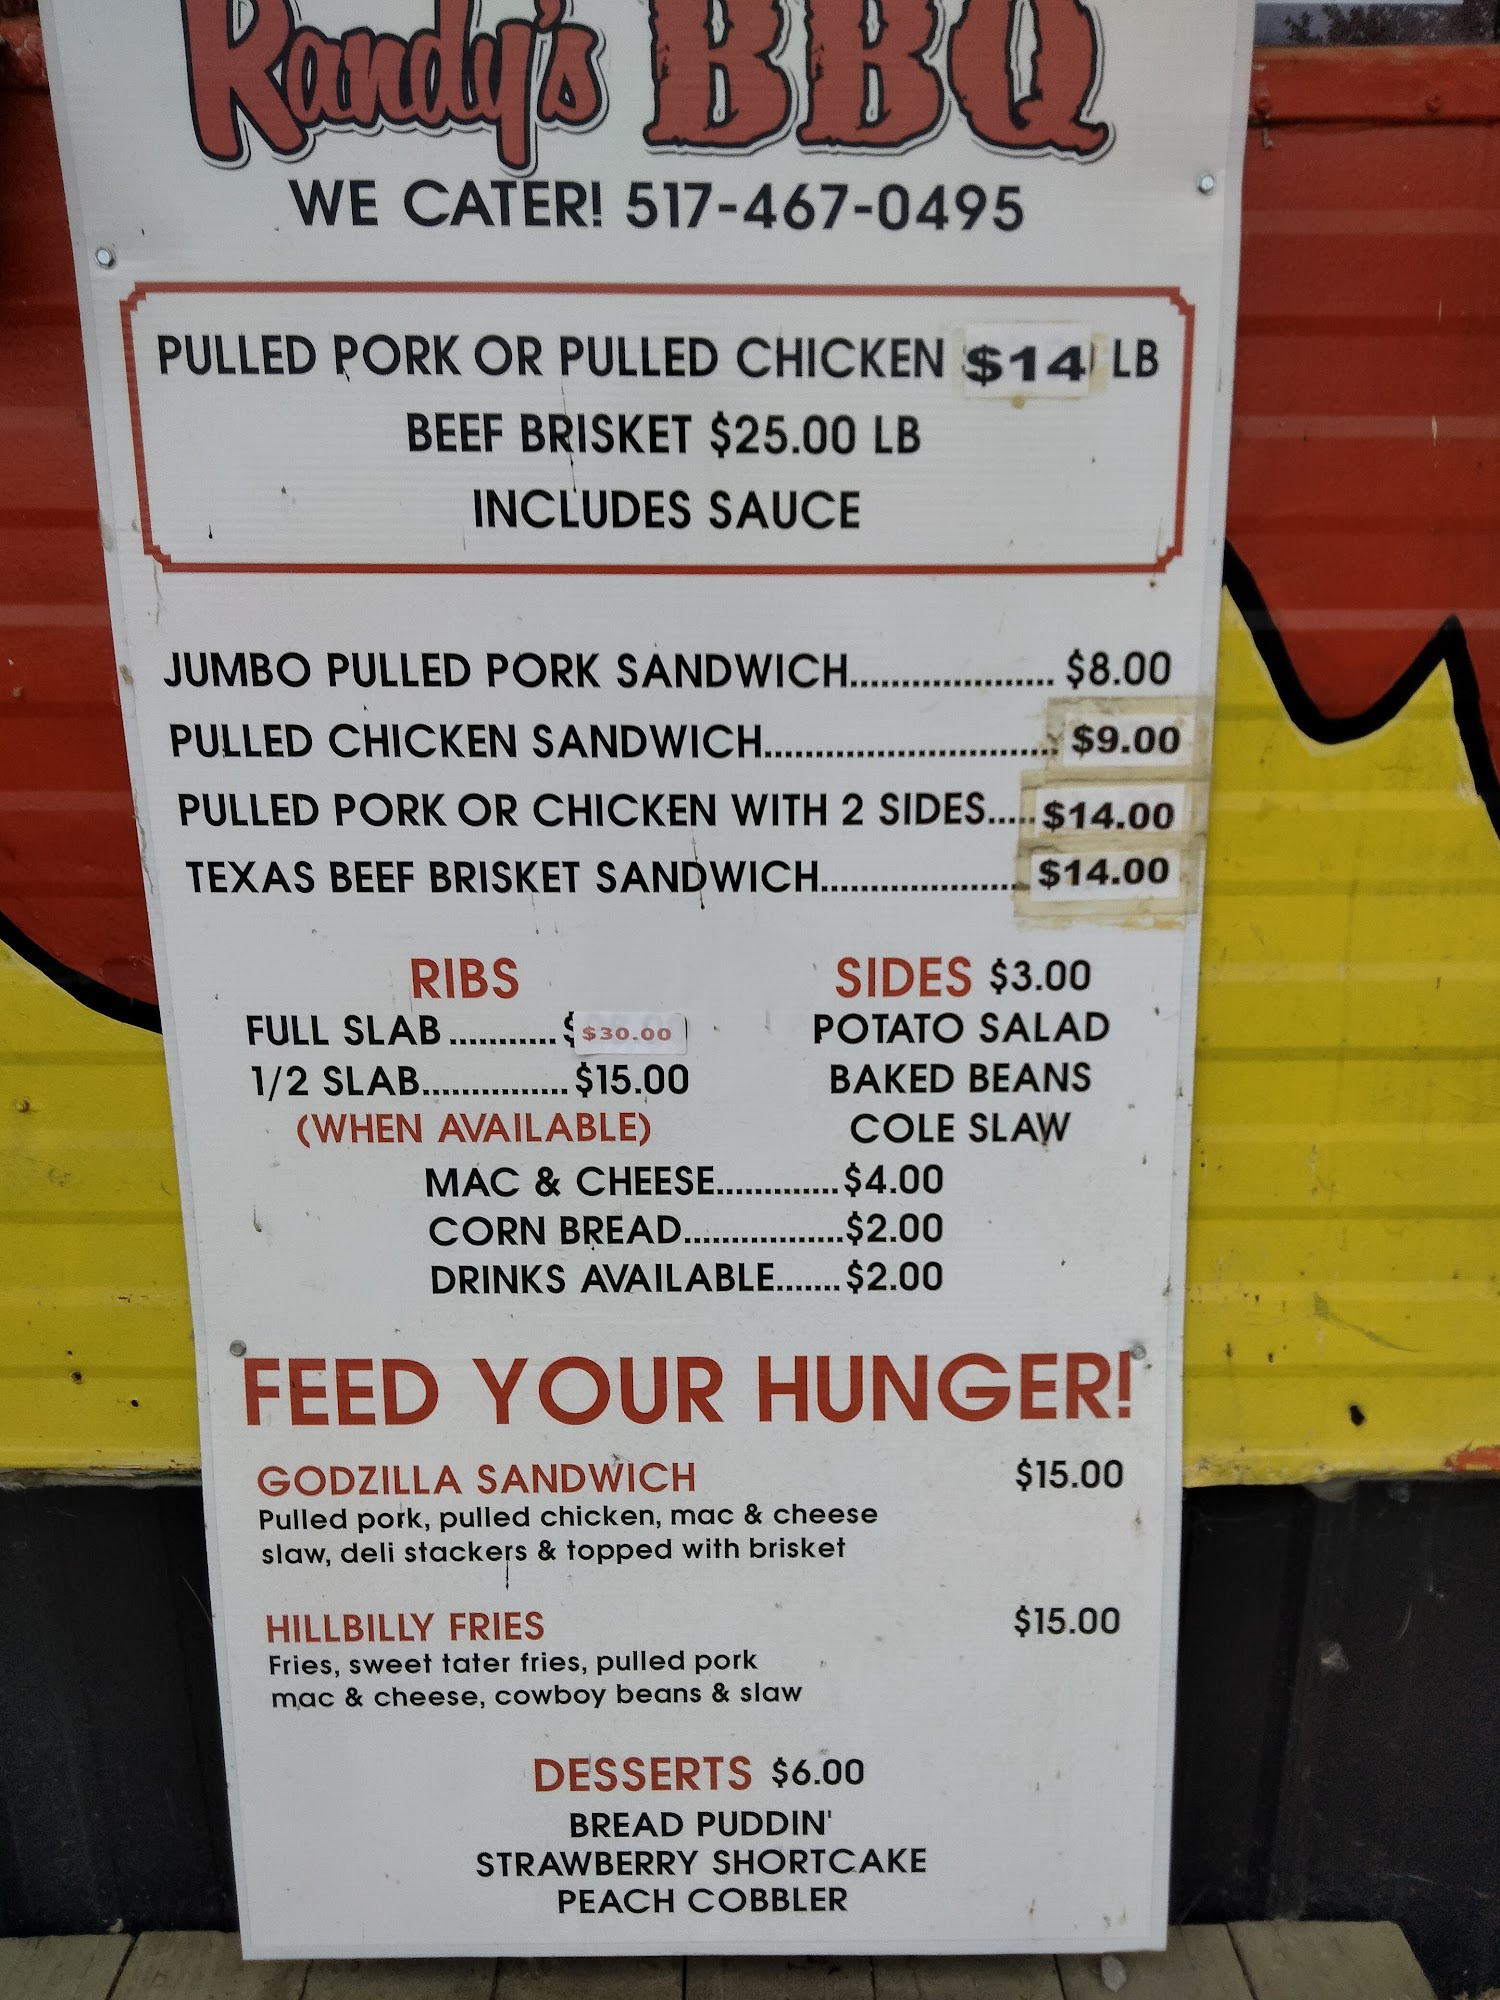 Randy's BBQ
WE CATER! 517-467-0495
PULLED PORK OR PULLED CHICKEN $14 LB
BEEF BRISKET $25.00 LB
INCLUDES SAUCE
JUMBO PULLED PORK SANDWICH.................... $8.00
PULLED CHICKEN SANDWICH............................. $9.00
PULLED PORK OR CHICKEN WITH 2 SIDES..... $14.00
TEXAS BEEF BRISKET SANDWICH..................... $14.00
RIBS
FULL SLAB ........... $ $30.00
1/2 SLAB............... $15.00
(WHEN AVAILABLE)
SIDES $3.00
POTATO SALAD
BAKED BEANS
COLE SLAW
MAC & CHEESE............. $4.00
CORN BREAD................. $2.00
DRINKS AVAILABLE....... $2.00
FEED YOUR HUNGER!
GODZILLA SANDWICH $15.00
Pulled pork, pulled chicken, mac & cheese
slaw, deli stackers & topped with brisket
HILLBILLY FRIES $15.00
Fries, sweet tater fries, pulled pork
mac & cheese, cowboy beans & slaw
DESSERTS $6.00
BREAD PUDDIN'
STRAWBERRY SHORTCAKE
PEACH COBBLER